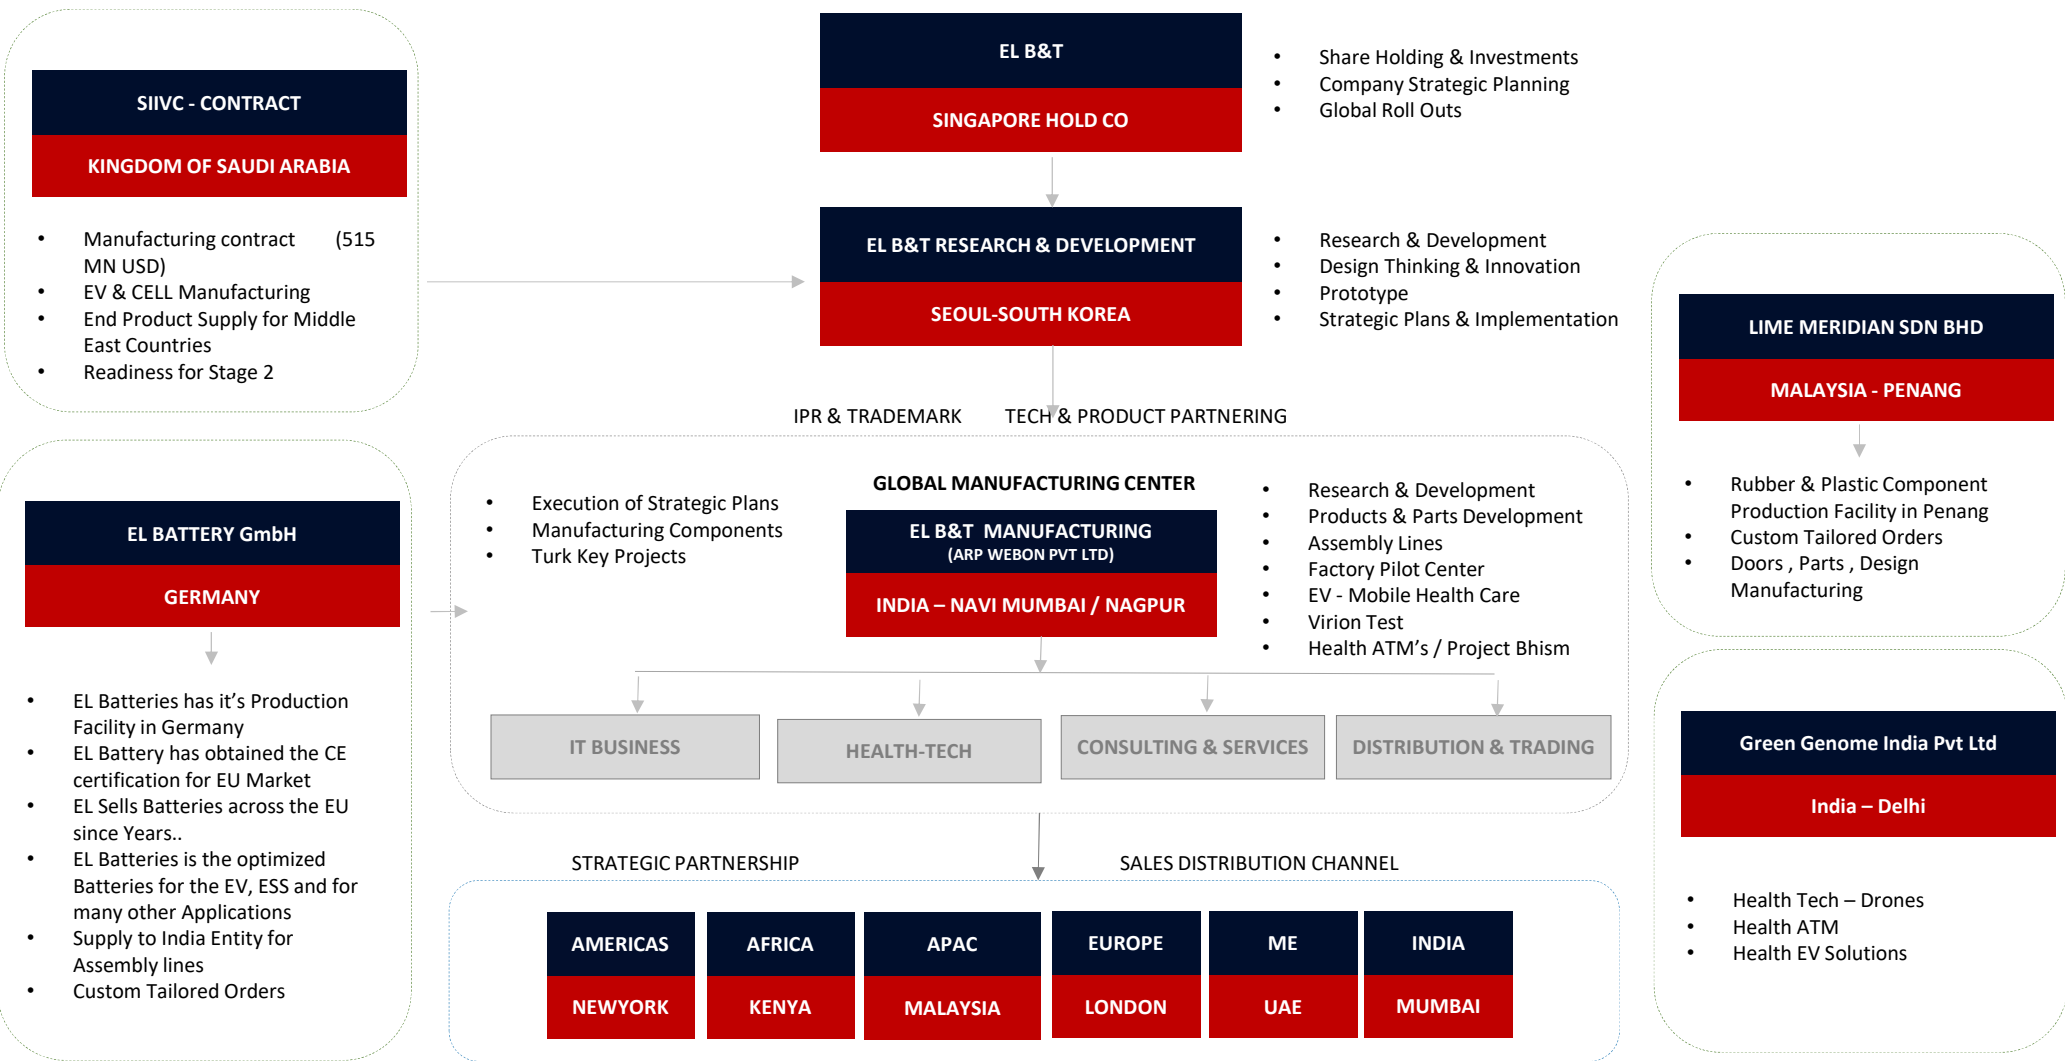 SIIVC - CONTRACT
KINGDOM OF SAUDI ARABIA
• Manufacturing contract (515
MN USD)
• EV & CELL Manufacturing
• End Product Supply for Middle
East Countries
• Readiness for Stage 2
EL B&T
SINGAPORE HOLD CO
• Share Holding & Investments
• Company Strategic Planning
• Global Roll Outs
EL B&T RESEARCH & DEVELOPMENT
SEOUL-SOUTH KOREA
• Research & Development
• Design Thinking & Innovation
• Prototype
• Strategic Plans & Implementation
LIME MERIDIAN SDN BHD
MALAYSIA - PENANG
• Rubber & Plastic Component
Production Facility in Penang
• Custom Tailored Orders
• Doors , Parts , Design
Manufacturing
IPR & TRADEMARK TECH & PRODUCT PARTNERING
EL BATTERY GmbH
GERMANY
• EL Batteries has it's Production
Facility in Germany
• EL Battery has obtained the CE
certification for EU Market
• EL Sells Batteries across the EU
since Years..
• EL Batteries is the optimized
Batteries for the EV, ESS and for
many other Applications
• Supply to India Entity for
Assembly lines
• Custom Tailored Orders
• Execution of Strategic Plans
• Manufacturing Components
• Turk Key Projects
GLOBAL MANUFACTURING CENTER
EL B&T MANUFACTURING
(ARP WEBON PVT LTD)
INDIA – NAVI MUMBAI / NAGPUR
• Research & Development
• Products & Parts Development
• Assembly Lines
• Factory Pilot Center
• EV - Mobile Health Care
• Virion Test
• Health ATM's / Project Bhism
IT BUSINESS
HEALTH-TECH
CONSULTING & SERVICES
DISTRIBUTION & TRADING
Green Genome India Pvt Ltd
India – Delhi
• Health Tech – Drones
• Health ATM
• Health EV Solutions
STRATEGIC PARTNERSHIP SALES DISTRIBUTION CHANNEL
AMERICAS
NEWYORK
AFRICA
KENYA
APAC
MALAYSIA
EUROPE
LONDON
ME
UAE
INDIA
MUMBAI